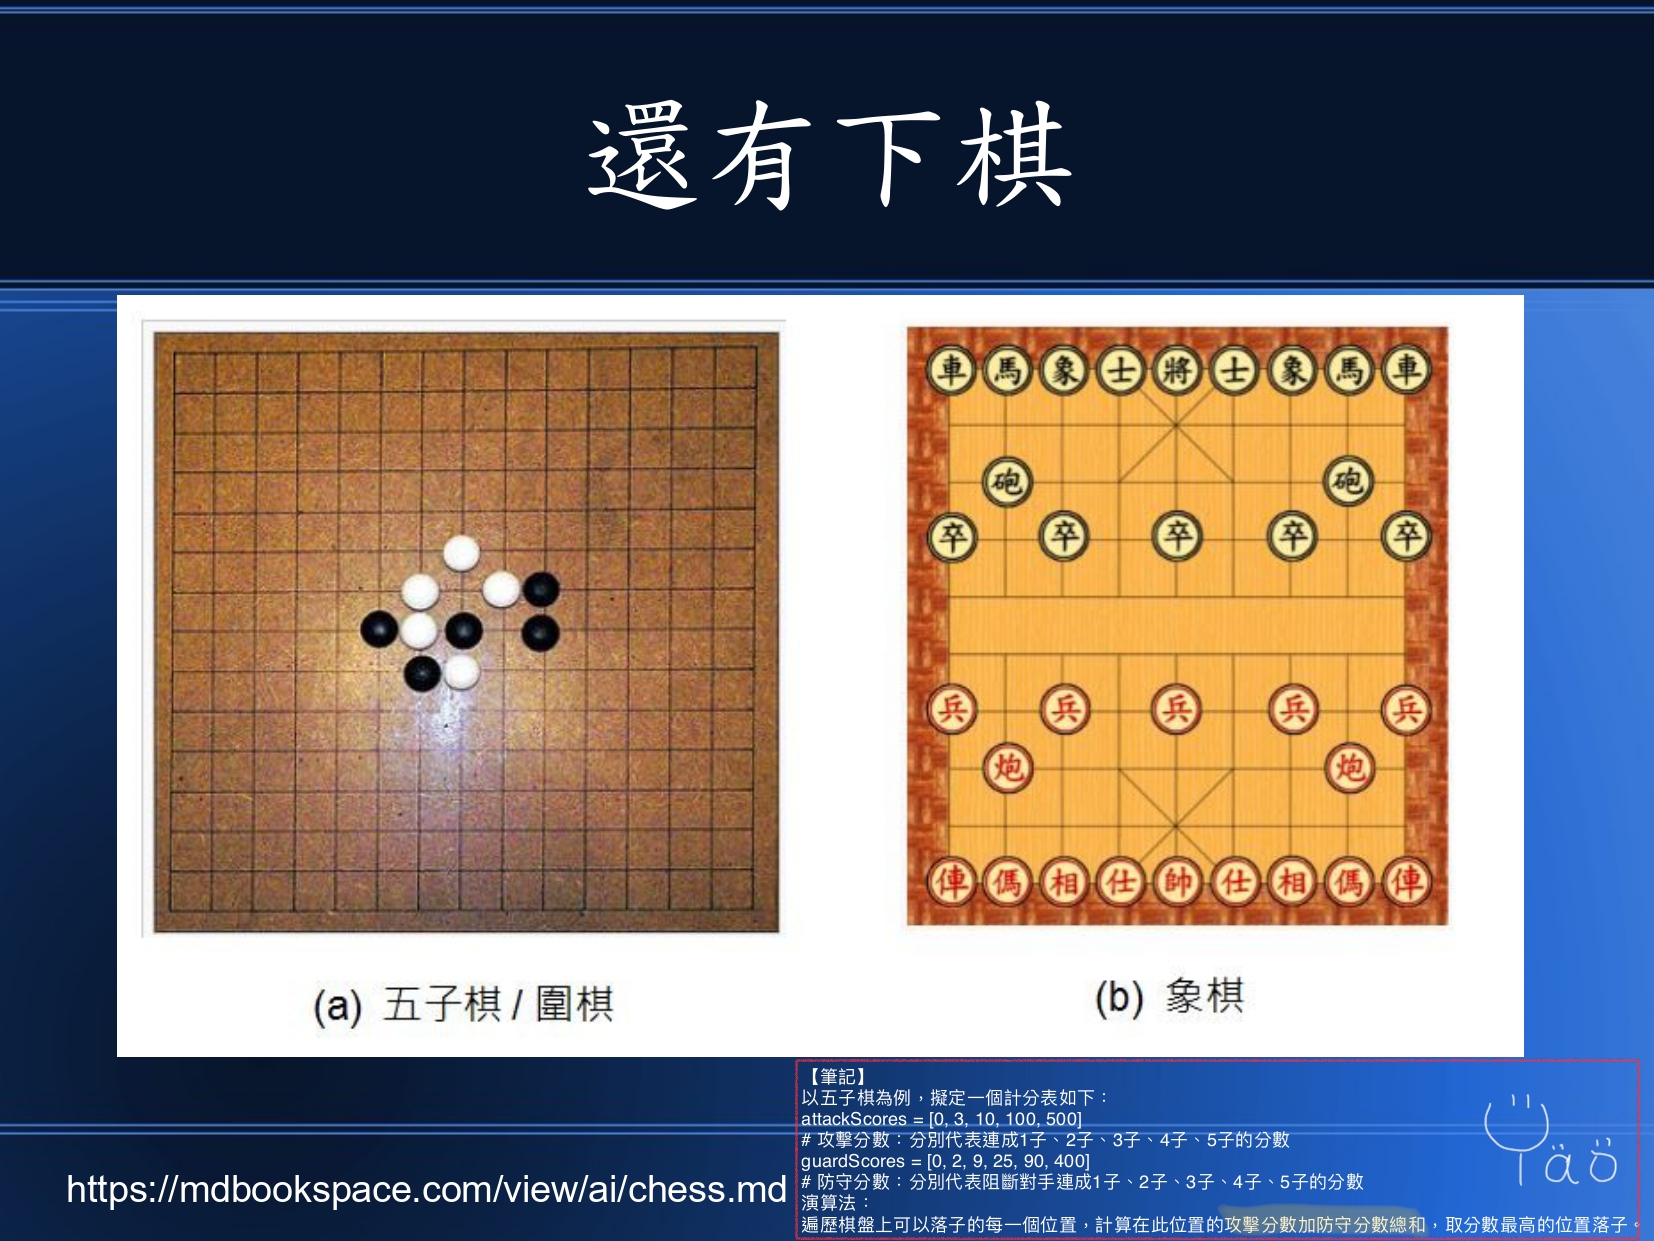 還有下棋
車馬象士將士象馬車
砲 砲
卒 卒 卒 卒 卒
兵 兵 兵 兵 兵
炮 炮
俥傌相仕帥仕相傌俥
(a) 五子棋 / 圍棋
(b) 象棋
https://mdbookspace.com/view/ai/chess.md
【筆記】
以五子棋為例，擬定一個計分表如下：
attackScores = [0, 3, 10, 100, 500]
# 攻擊分數：分別代表連成1子、2子、3子、4子、5子的分數
guardScores = [0, 2, 9, 25, 90, 400]
# 防守分數：分別代表阻斷對手連成1子、2子、3子、4子、5子的分數
演算法：
遍歷棋盤上可以落子的每一個位置，計算在此位置的攻擊分數加防守分數總和，取分數最高的位置落子。